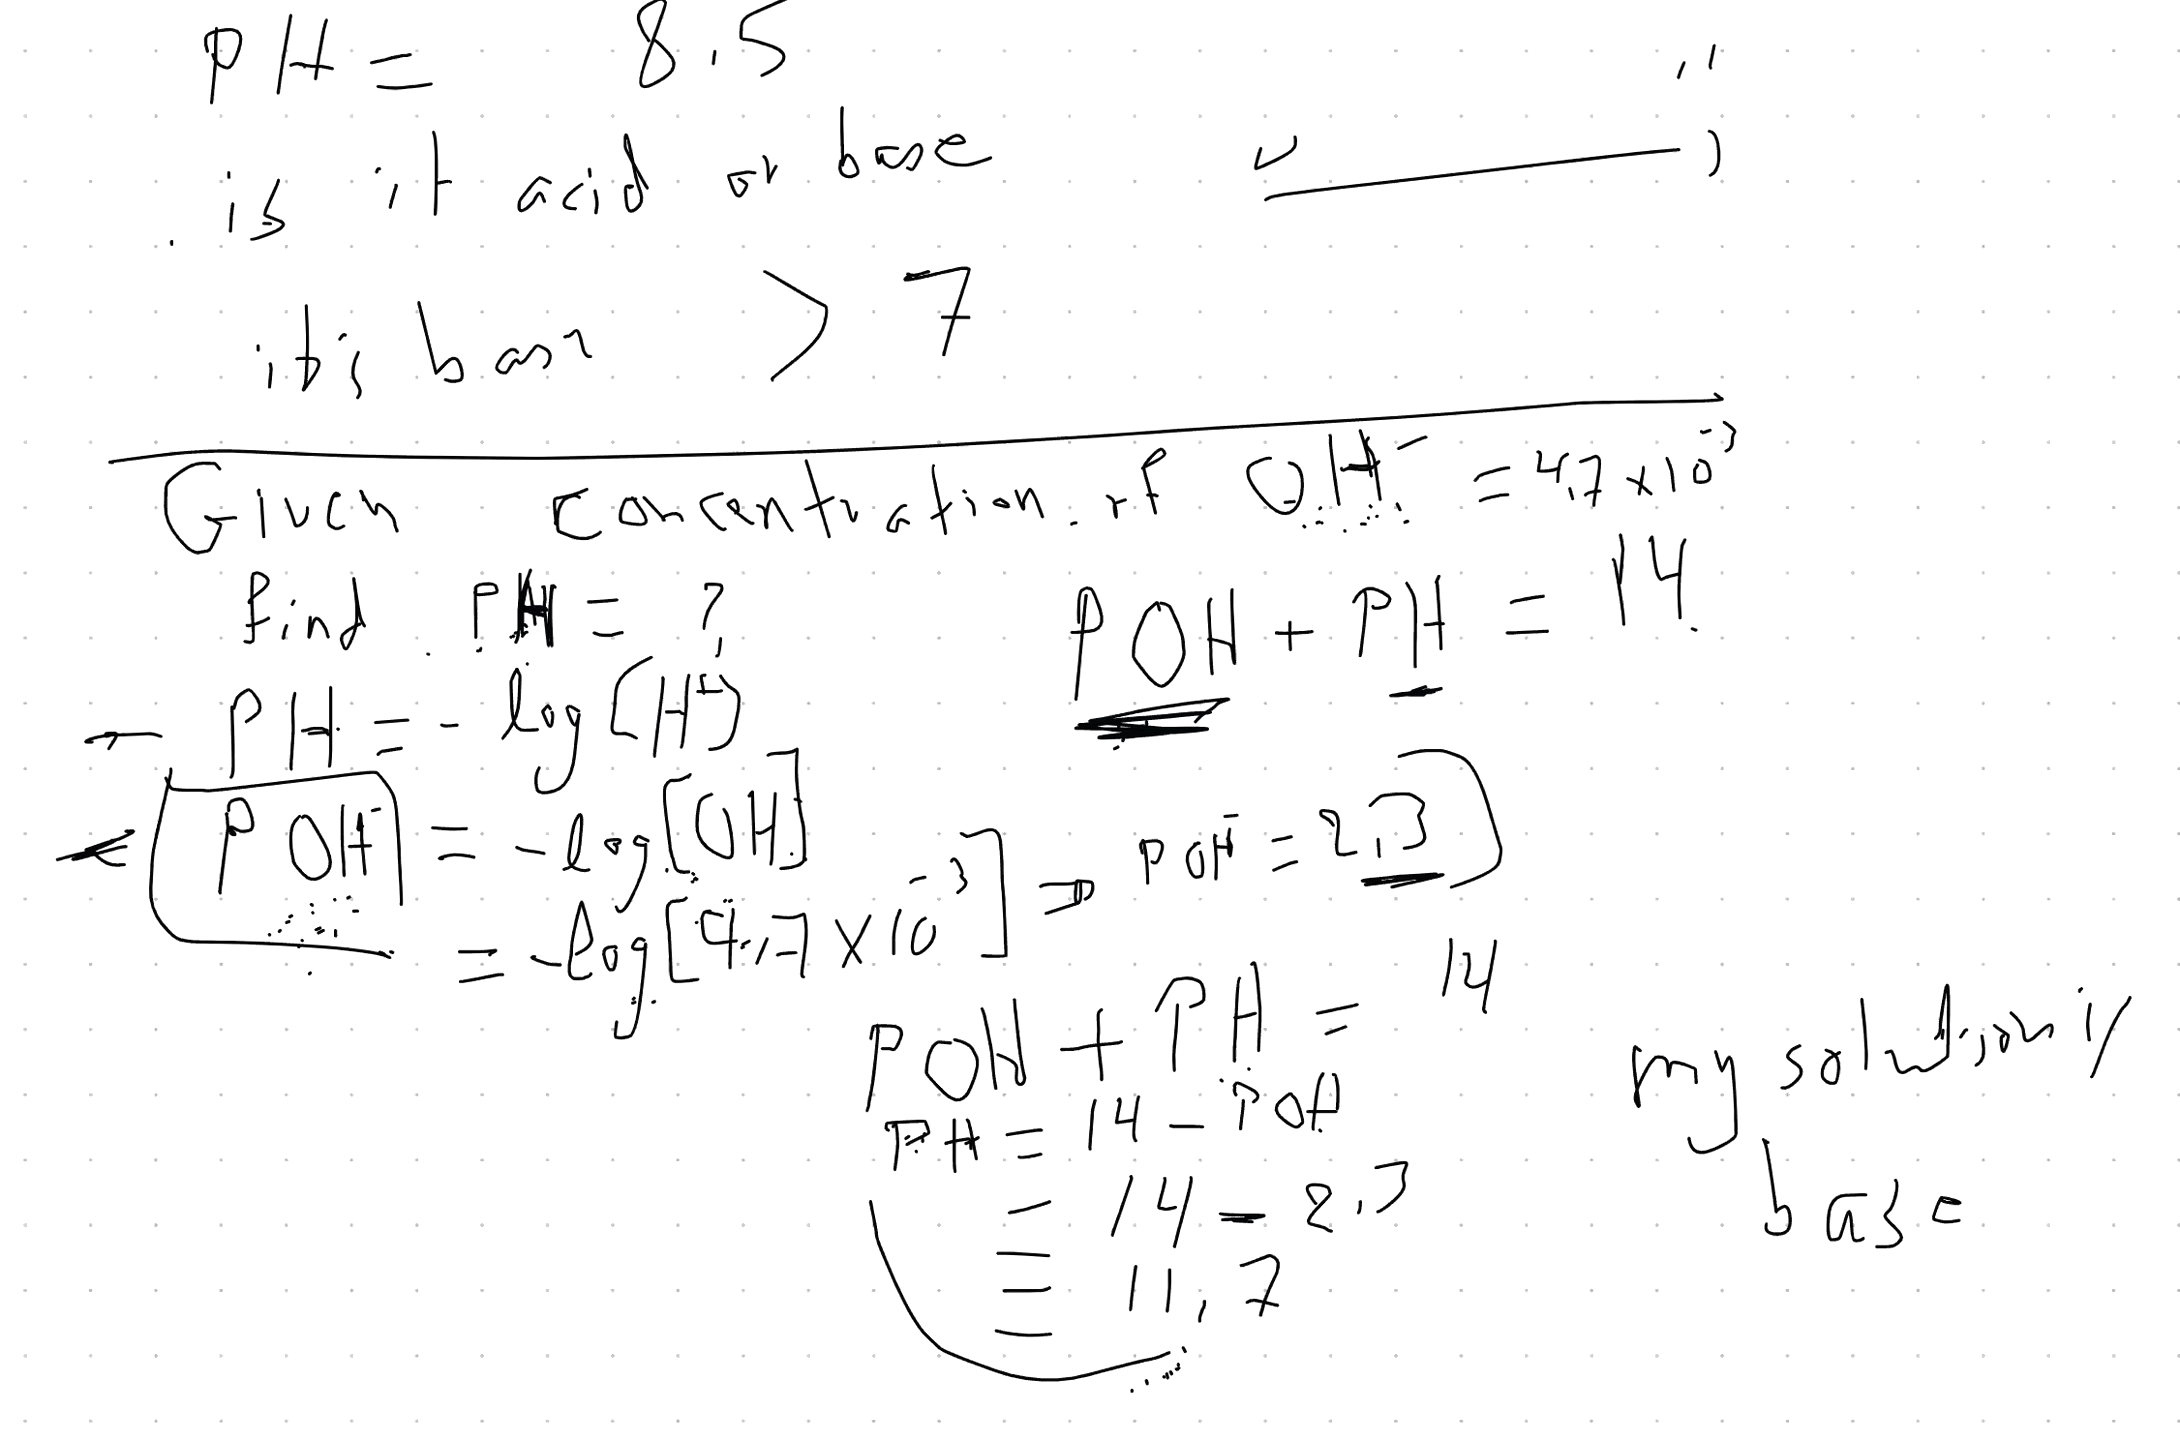 PH = 8.5
is it acid or base
it's base > 7
Given concentration of OH⁻ = 4,7 x 10⁻³
find PH = ?
POH + PH = 14
PH = - log [H⁺]
POH⁻ = - log [OH]
= - log [4,7 x 10⁻³] ⇒ POH⁻ = 2,3
POH + PH = 14
PH = 14 - POH
= 14 - 2,3
= 11,7
my solution is
base